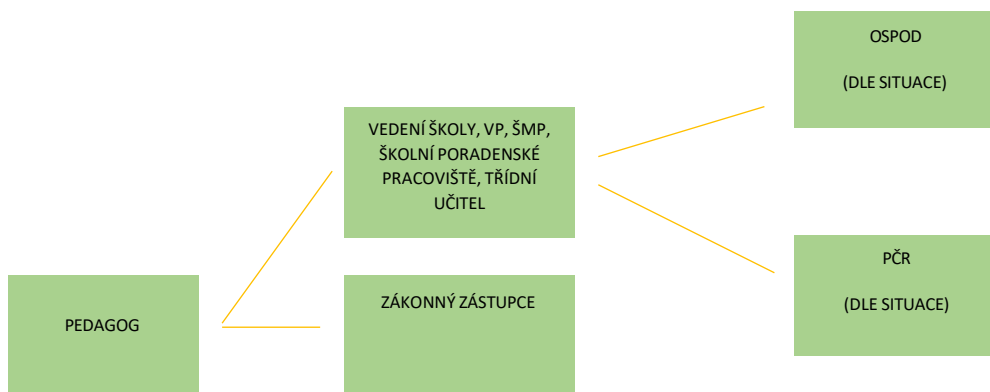 PEDAGOG
VEDENÍ ŠKOLY, VP, ŠMP,
ŠKOLNÍ PORADENSKÉ
PRACOVIŠTĚ, TŘÍDNÍ
UČITEL
ZÁKONNÝ ZÁSTUPCE
OSPOD
(DLE SITUACE)
PČR
(DLE SITUACE)